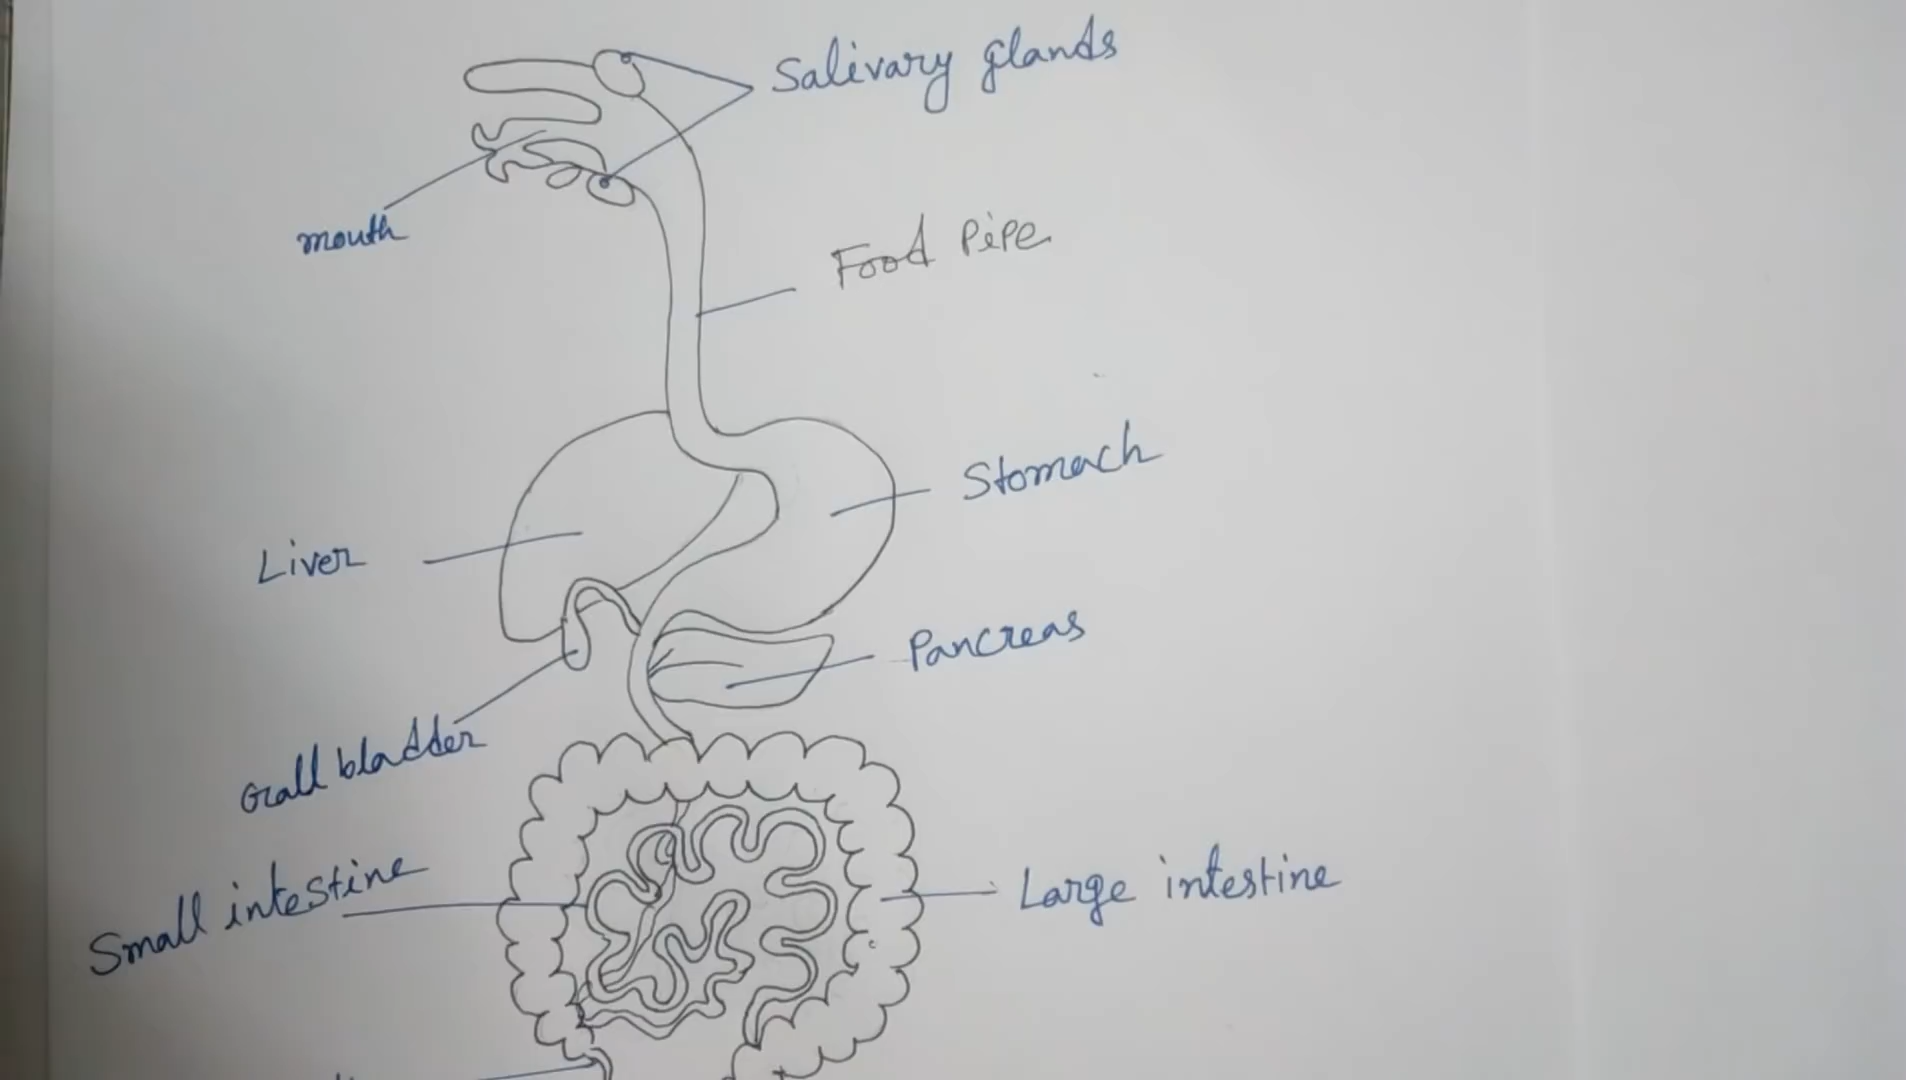 Salivary glands
mouth
Food Pipe
Stomach
Liver
Pancreas
Gall bladder
Small intestine
Large intestine